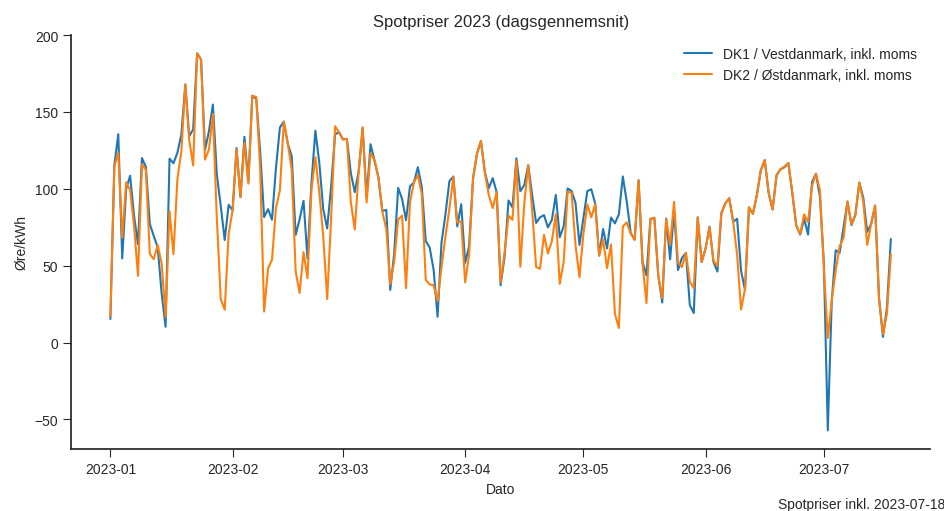 Spotpriser 2023 (dagsgennemsnit)
DK1 / Vestdanmark, inkl. moms
DK2 / Østdanmark, inkl. moms
Øre/kWh
200
150
100
50
0
−50
2023-01
2023-02
2023-03
2023-04
2023-05
2023-06
2023-07
Dato
Spotpriser inkl. 2023-07-18